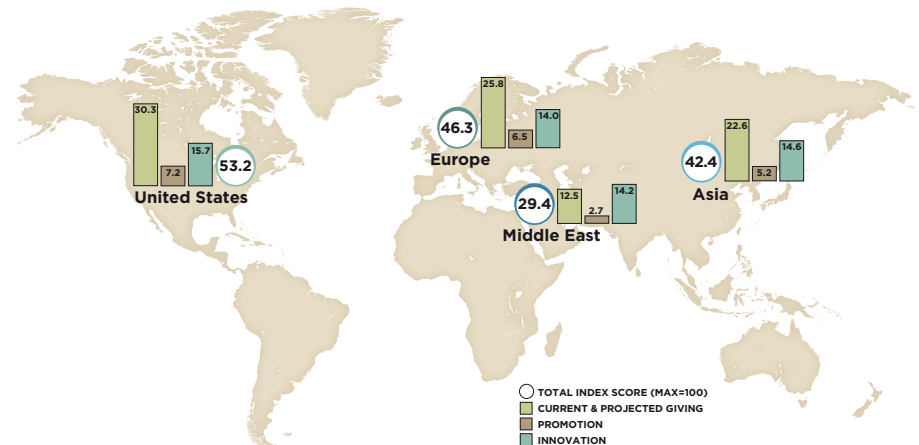 30.3
7.2
15.7
53.2
United States
46.3
25.8
6.5
14.0
Europe
29.4
12.5
2.7
14.2
Middle East
42.4
22.6
5.2
14.6
Asia
TOTAL INDEX SCORE (MAX=100)
CURRENT & PROJECTED GIVING
PROMOTION
INNOVATION